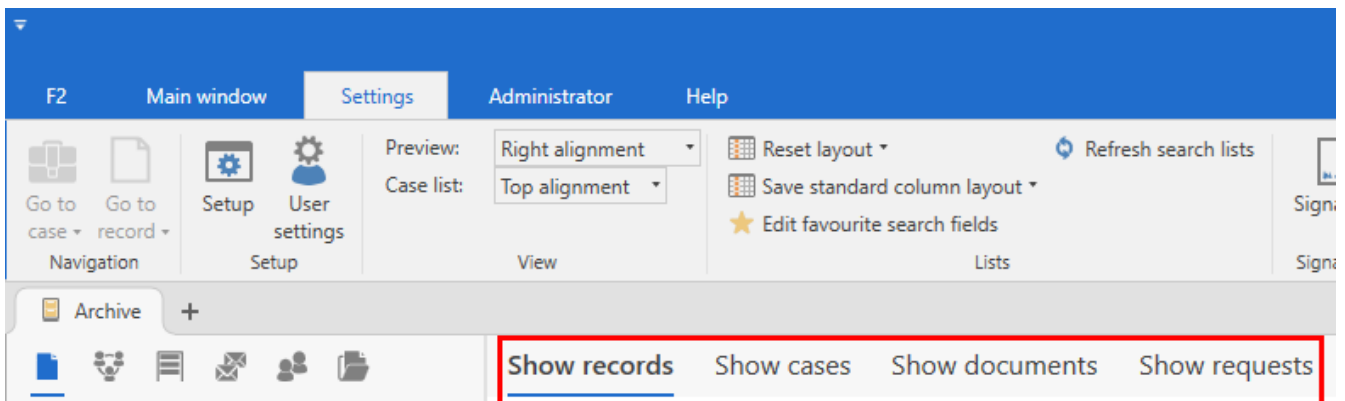 F2 Main window Settings Administrator Help
Preview: Right alignment Reset layout Refresh search lists
Case list: Top alignment Save standard column layout
Go to case Go to record Setup User settings Edit favourite search fields
Navigation Setup View Lists
Archive +
Show records Show cases Show documents Show requests